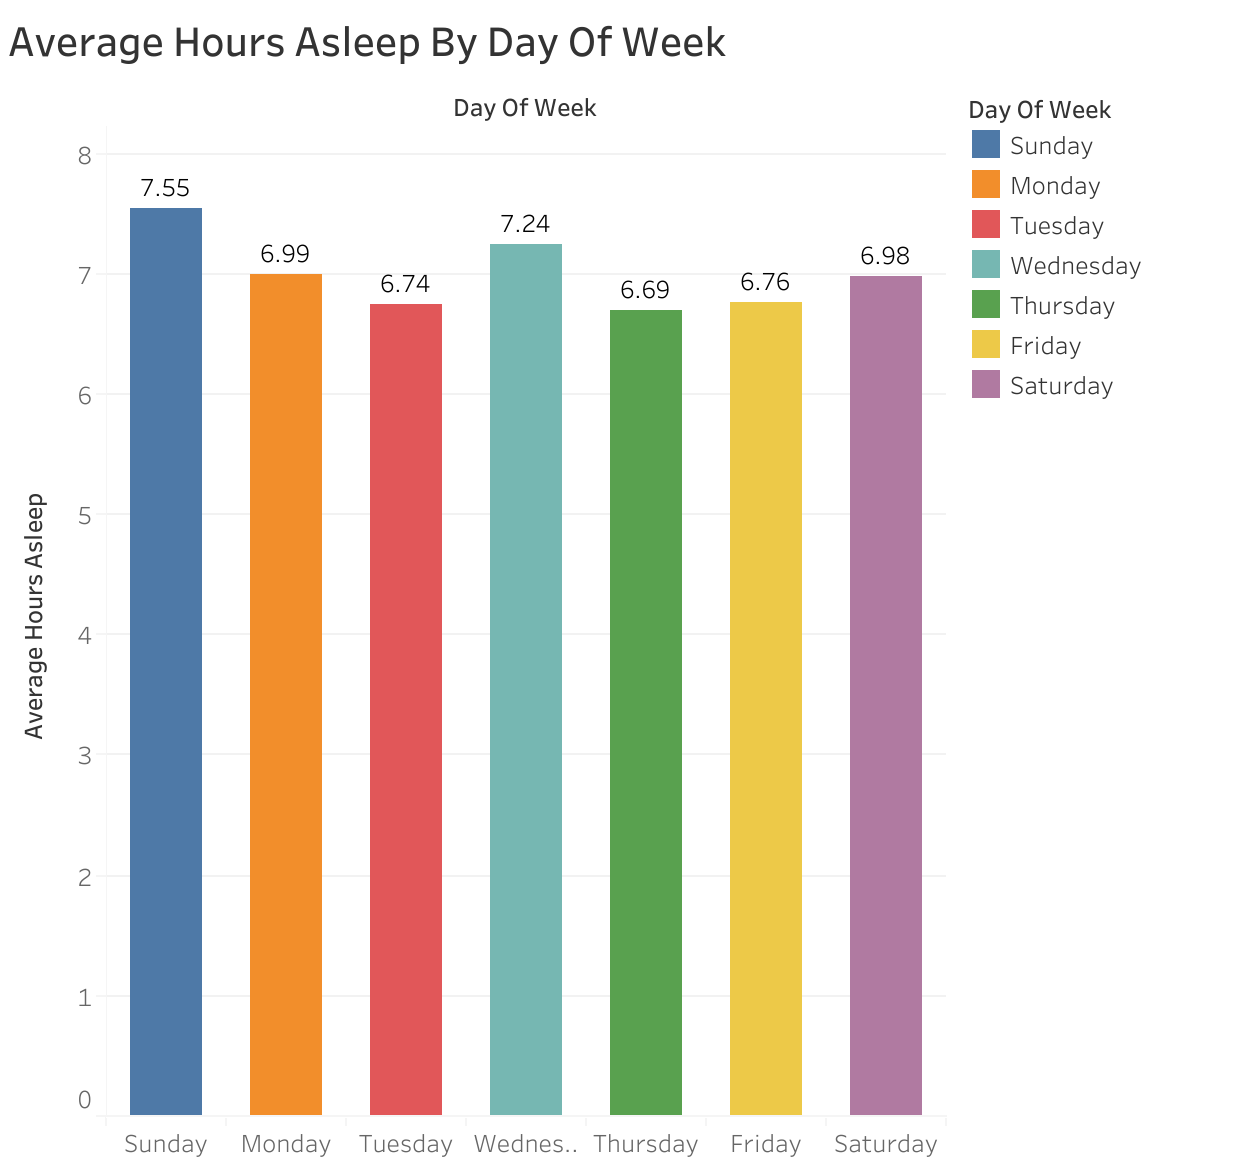 Average Hours Asleep By Day Of Week
Day Of Week
Day Of Week
Sunday
Monday
Tuesday
Wednesday
Thursday
Friday
Saturday
Average Hours Asleep
8
7
6
5
4
3
2
1
0
7.55
6.99
6.74
7.24
6.69
6.76
6.98
Sunday
Monday
Tuesday
Wednes..
Thursday
Friday
Saturday